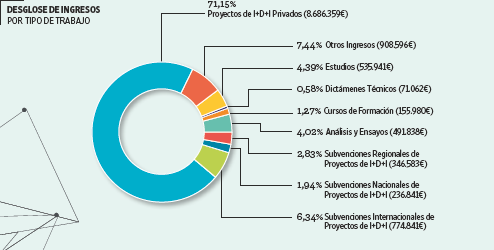 DESGLOSE DE INGRESOS
POR TIPO DE TRABAJO
71,15%
Proyectos de I+D+I Privados (8.686.359€)
7,44% Otros Ingresos (908.596€)
4,39% Estudios (535.941€)
0,58% Dictámenes Técnicos (71.062€)
1,27% Cursos de Formación (155.980€)
4,02% Análisis y Ensayos (491.838€)
2,83% Subvenciones Regionales de
Proyectos de I+D+I (346.583€)
1,94% Subvenciones Nacionales de
Proyectos de I+D+I (236.841€)
6,34% Subvenciones Internacionales de
Proyectos de I+D+I (774.841€)